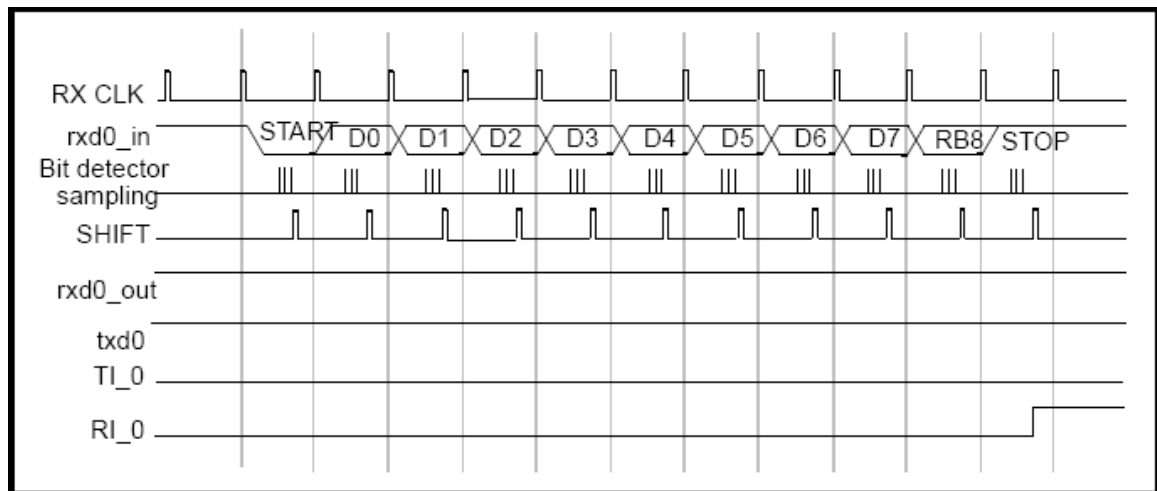 RX CLK
rxd0_in START D0 D1 D2 D3 D4 D5 D6 D7 RB8 STOP
Bit detector
sampling
SHIFT
rxd0_out
txd0
TI_0
RI_0